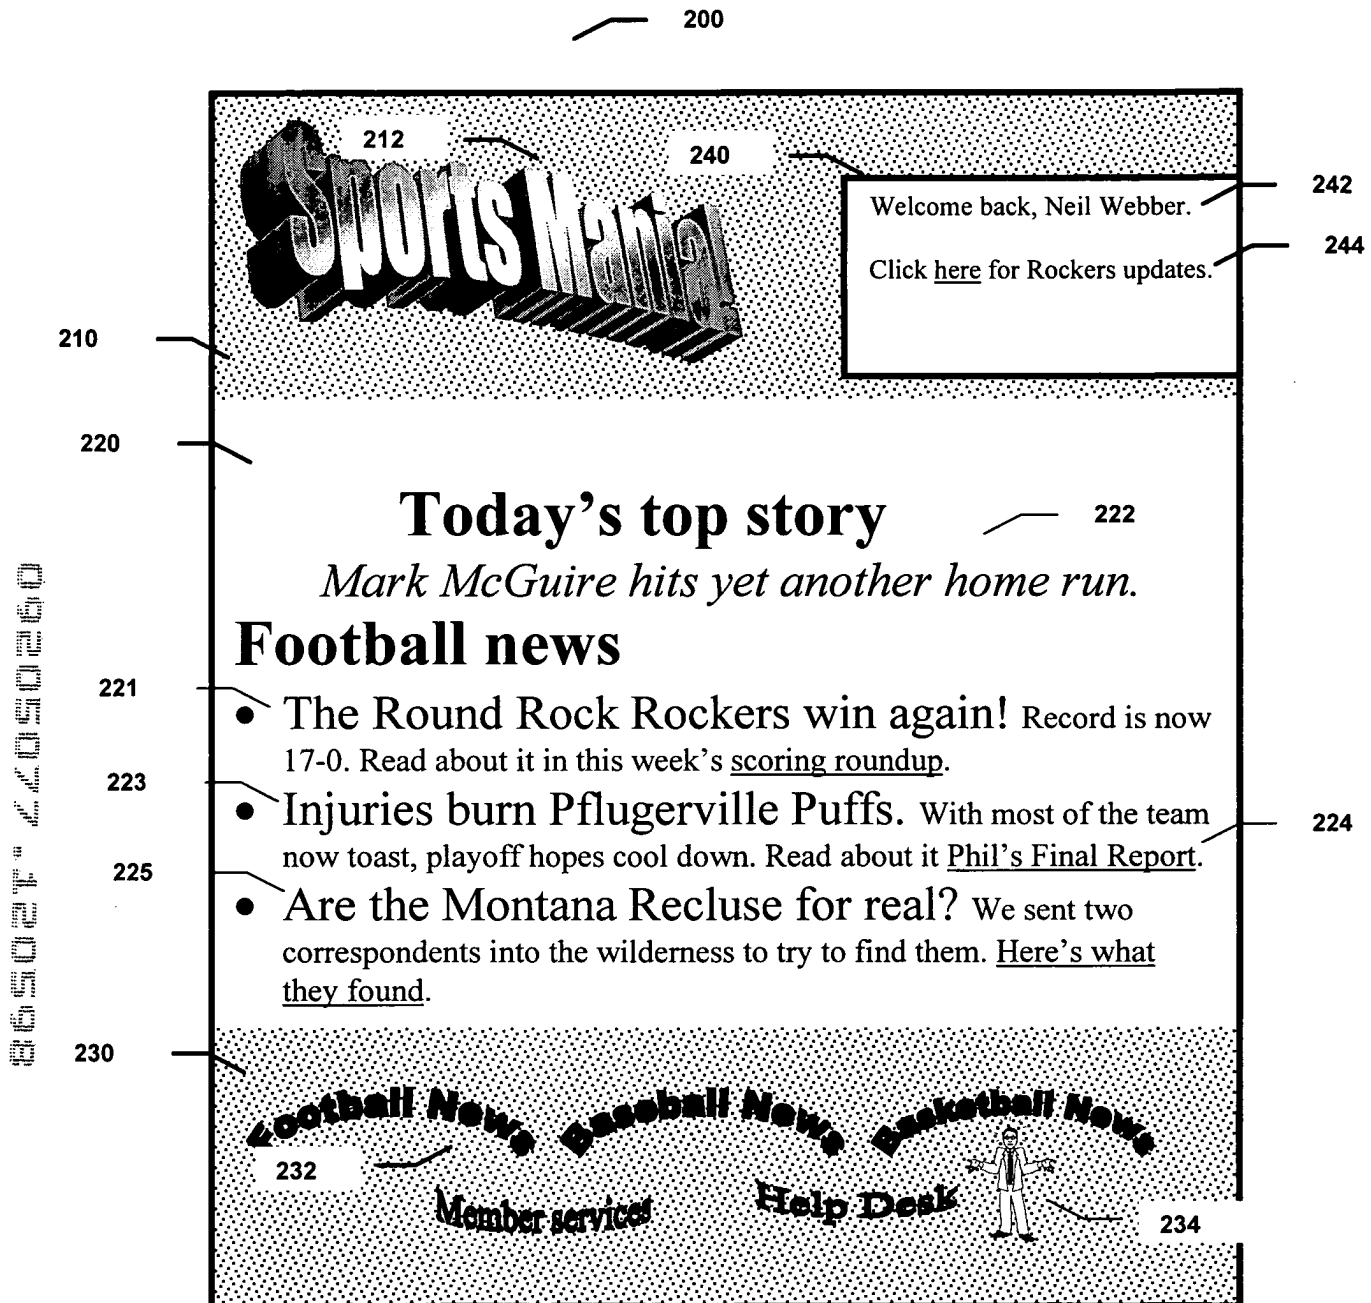 200
212
Sports Mania!
240
Welcome back, Neil Webber.
242
Click here for Rockers updates.
244
210
220
Today's top story
222
Mark McGuire hits yet another home run.
Football news
221
• The Round Rock Rockers win again! Record is now
17-0. Read about it in this week's scoring roundup.
223
• Injuries burn Pflugerville Puffs. With most of the team
224
now toast, playoff hopes cool down. Read about it Phil's Final Report.
225
• Are the Montana Recluse for real? We sent two
correspondents into the wilderness to try to find them. Here's what
they found.
230
Football News Baseball News Basketball News
232
Member services Help Desk
234